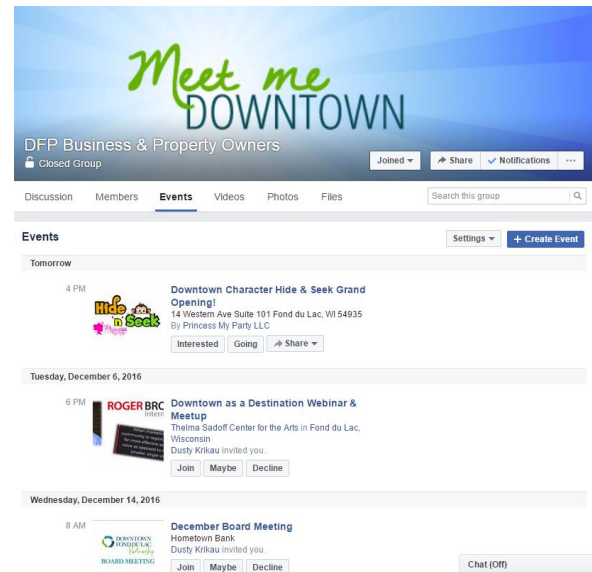 Meet me
DOWNTOWN
DFP Business & Property Owners
Closed Group
Joined
Share
Notifications
Discussion Members Events Videos Photos Files
Search this group
Events
Settings
+ Create Event
Tomorrow
4 PM
Hide
n Seek
Princess
Downtown Character Hide & Seek Grand
Opening!
14 Western Ave Suite 101 Fond du Lac, WI 54935
By Princess My Party LLC
Interested Going Share
Tuesday, December 6, 2016
6 PM
ROGER BRO
Intern
Downtown as a Destination Webinar &
Meetup
Thelma Sadoff Center for the Arts in Fond du Lac,
Wisconsin
Dusty Krikau invited you.
Join Maybe Decline
Wednesday, December 14, 2016
8 AM
DOWNTOWN
FOND DU LAC
Partnership
BOARD MEETING
December Board Meeting
Hometown Bank
Dusty Krikau invited you.
Join Maybe Decline
Chat (Off)